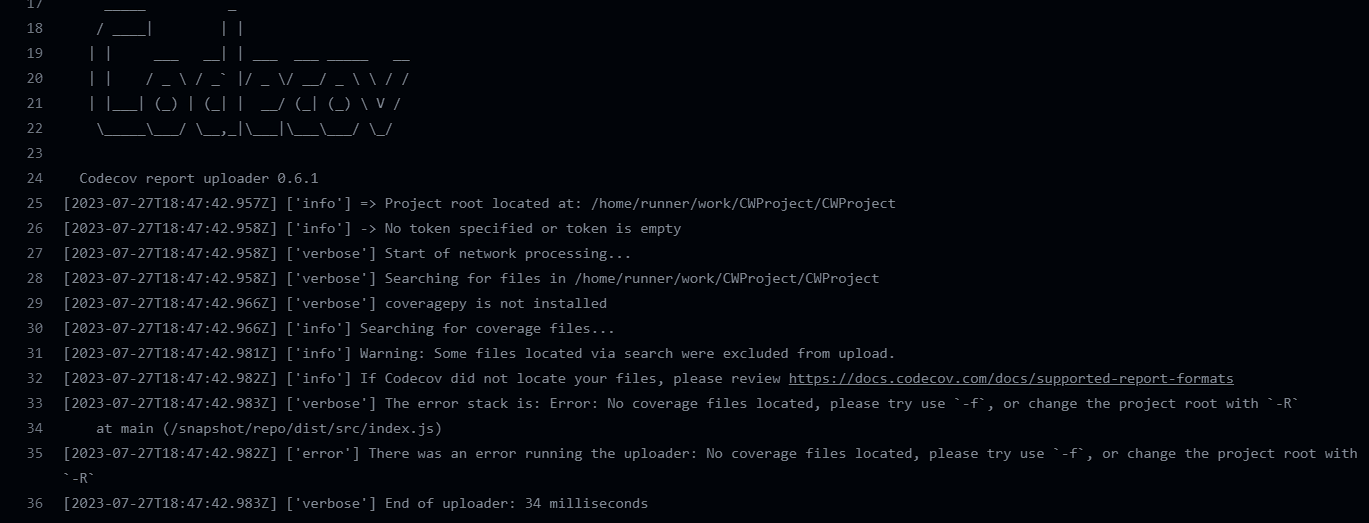 17      _____          _
18     / ____|        | |
19    | |     ___   __| | ___  ___ _____   __
20    | |    / _ \ / _` |/ _ \/ __/ _ \ \ / /
21    | |___| (_) | (_| |  __/ (_| (_) \ V /
22     \_____\___/ \__,_|\___|\___\___/ \_/
23
24   Codecov report uploader 0.6.1
25 [2023-07-27T18:47:42.957Z] ['info'] => Project root located at: /home/runner/work/CWProject/CWProject
26 [2023-07-27T18:47:42.958Z] ['info'] -> No token specified or token is empty
27 [2023-07-27T18:47:42.958Z] ['verbose'] Start of network processing...
28 [2023-07-27T18:47:42.958Z] ['verbose'] Searching for files in /home/runner/work/CWProject/CWProject
29 [2023-07-27T18:47:42.966Z] ['verbose'] coveragepy is not installed
30 [2023-07-27T18:47:42.966Z] ['info'] Searching for coverage files...
31 [2023-07-27T18:47:42.981Z] ['info'] Warning: Some files located via search were excluded from upload.
32 [2023-07-27T18:47:42.982Z] ['info'] If Codecov did not locate your files, please review https://docs.codecov.com/docs/supported-report-formats
33 [2023-07-27T18:47:42.983Z] ['verbose'] The error stack is: Error: No coverage files located, please try use `-f`, or change the project root with `-R`
34     at main (/snapshot/repo/dist/src/index.js)
35 [2023-07-27T18:47:42.982Z] ['error'] There was an error running the uploader: No coverage files located, please try use `-f`, or change the project root with
`-R`
36 [2023-07-27T18:47:42.983Z] ['verbose'] End of uploader: 34 milliseconds